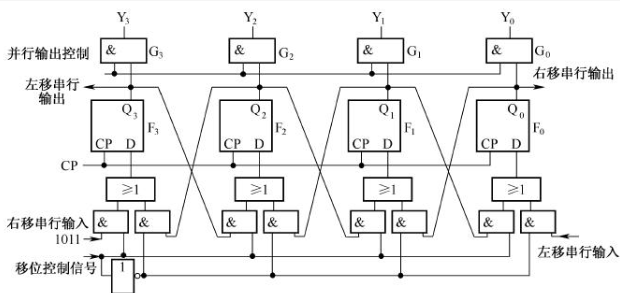 Y3 Y2 Y1 Y0
并行输出控制 & G3 & G2 & G1 & G0
左移串行输出
右移串行输出
Q3 F3 Q2 F2 Q1 F1 Q0 F0
CP D CP D CP D CP D
CP
≥1 ≥1 ≥1 ≥1
右移串行输入 & & & & & & & &
1011
左移串行输入
移位控制信号 1